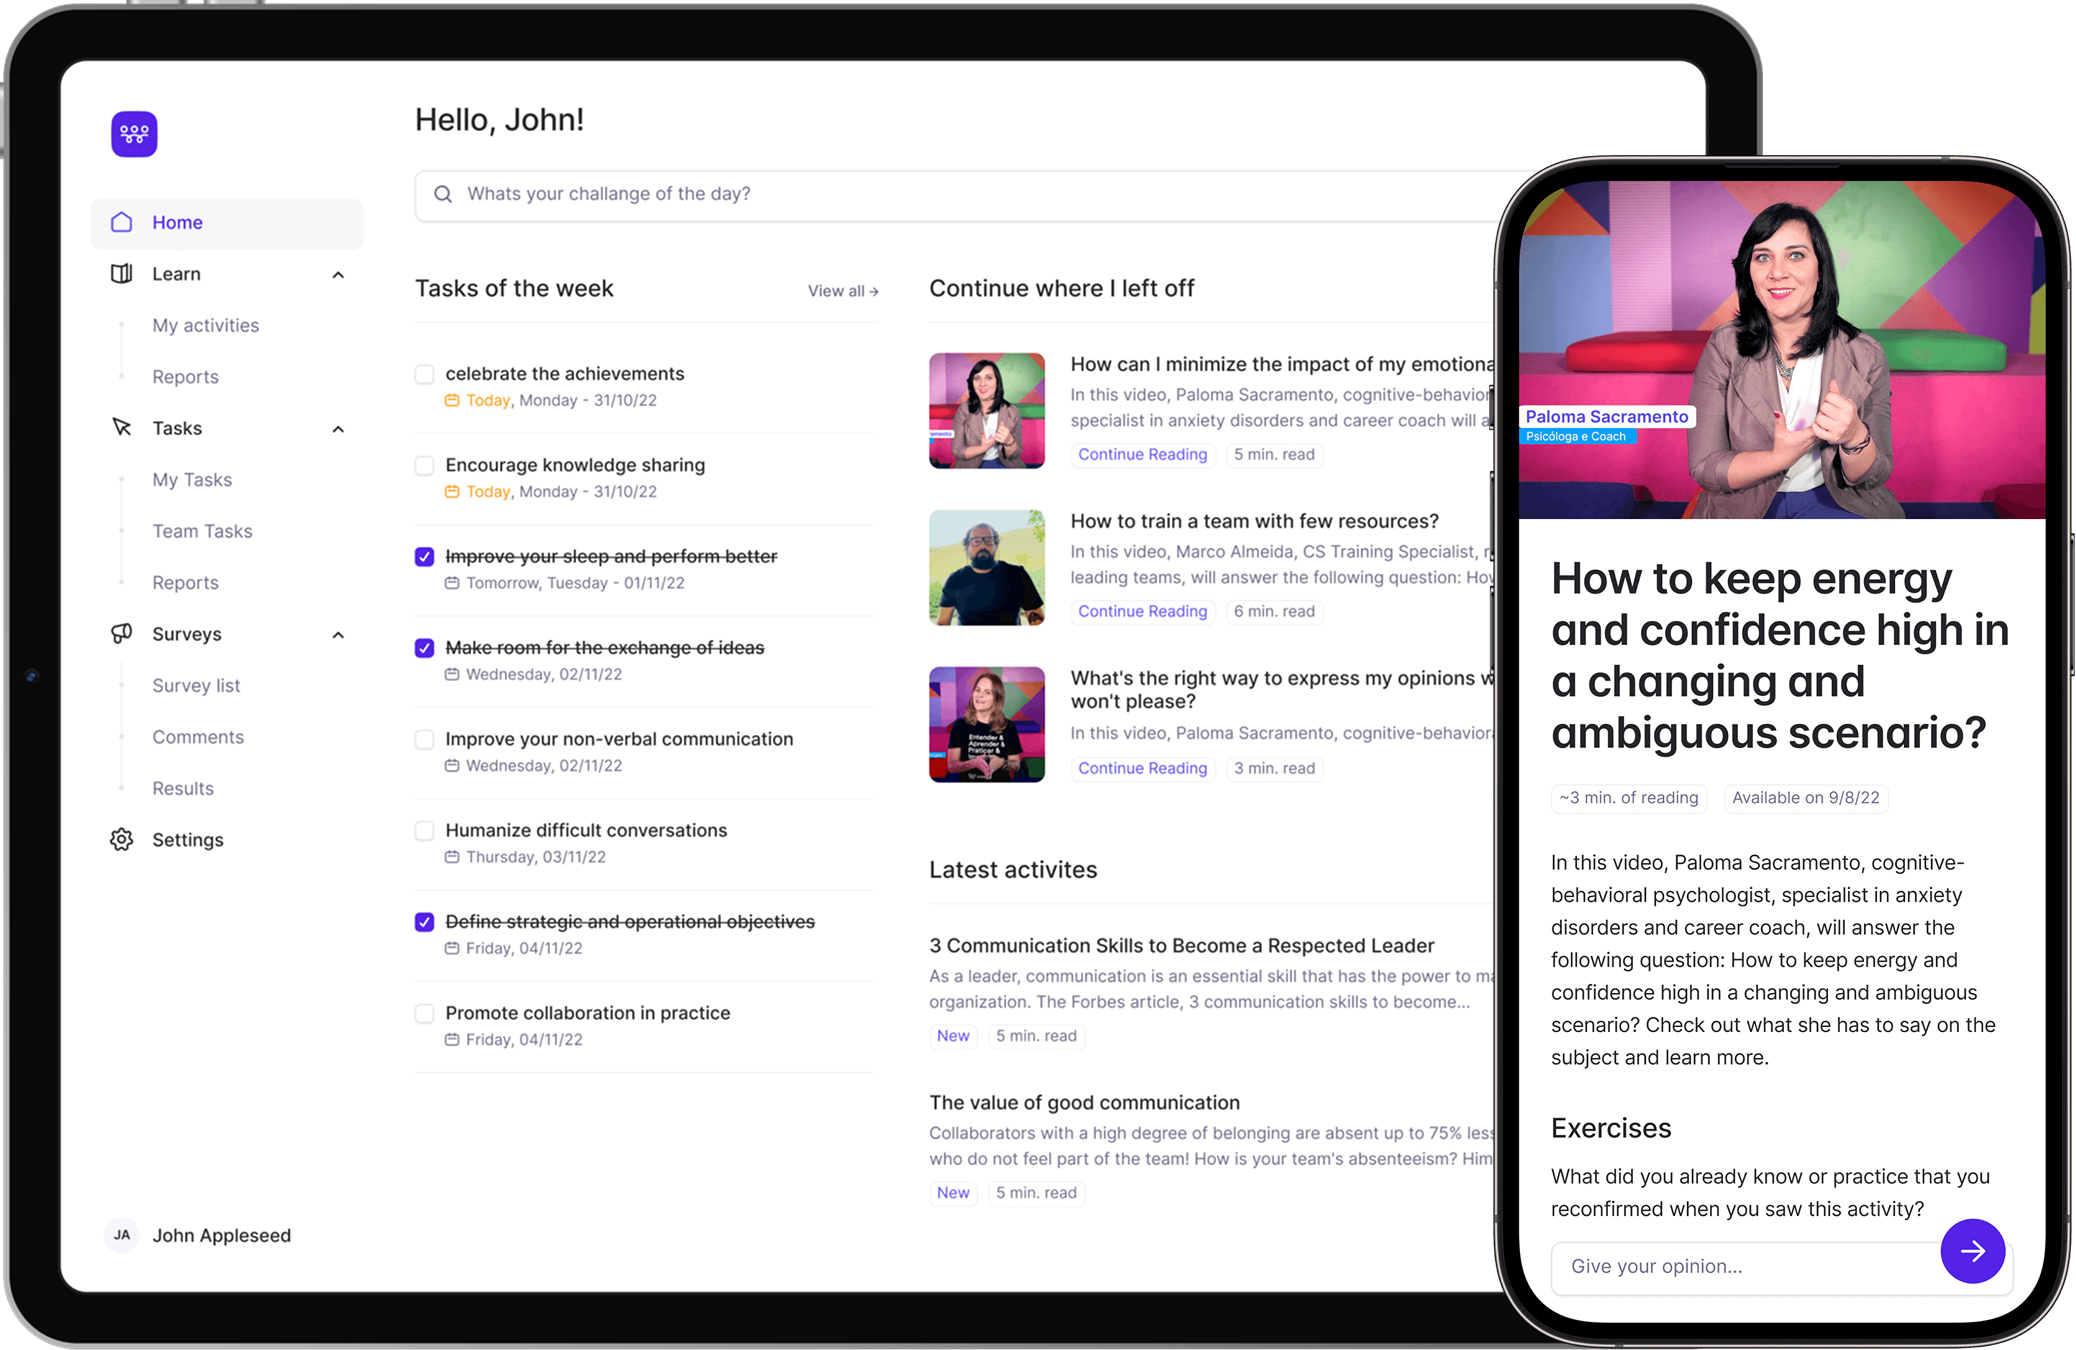 Hello, John!
Whats your challange of the day?
Home
Learn
My activities
Reports
Tasks
My Tasks
Team Tasks
Reports
Surveys
Survey list
Comments
Results
Settings
JA
John Appleseed
Tasks of the week
View all →
celebrate the achievements
Today, Monday - 31/10/22
Encourage knowledge sharing
Today, Monday - 31/10/22
Improve your sleep and perform better
Tomorrow, Tuesday - 01/11/22
Make room for the exchange of ideas
Wednesday, 02/11/22
Improve your non-verbal communication
Wednesday, 02/11/22
Humanize difficult conversations
Thursday, 03/11/22
Define strategic and operational objectives
Friday, 04/11/22
Promote collaboration in practice
Friday, 04/11/22
Continue where I left off
How can I minimize the impact of my emotiona
In this video, Paloma Sacramento, cognitive-behavior
specialist in anxiety disorders and career coach will a
Continue Reading
5 min. read
How to train a team with few resources?
In this video, Marco Almeida, CS Training Specialist,
leading teams, will answer the following question: How
Continue Reading
6 min. read
What's the right way to express my opinions w
won't please?
In this video, Paloma Sacramento, cognitive-behaviora
Entender &
Aprender &
Praticar &
Continue Reading
3 min. read
Latest activites
3 Communication Skills to Become a Respected Leader
As a leader, communication is an essential skill that has the power to ma
organization. The Forbes article, 3 communication skills to become...
New
5 min. read
The value of good communication
Collaborators with a high degree of belonging are absent up to 75% less
who do not feel part of the team! How is your team's absenteeism? Him
New
5 min. read
Paloma Sacramento
Psicóloga e Coach
How to keep energy
and confidence high in
a changing and
ambiguous scenario?
~3 min. of reading
Available on 9/8/22
In this video, Paloma Sacramento, cognitive-
behavioral psychologist, specialist in anxiety
disorders and career coach, will answer the
following question: How to keep energy and
confidence high in a changing and ambiguous
scenario? Check out what she has to say on the
subject and learn more.
Exercises
What did you already know or practice that you
reconfirmed when you saw this activity?
Give your opinion...